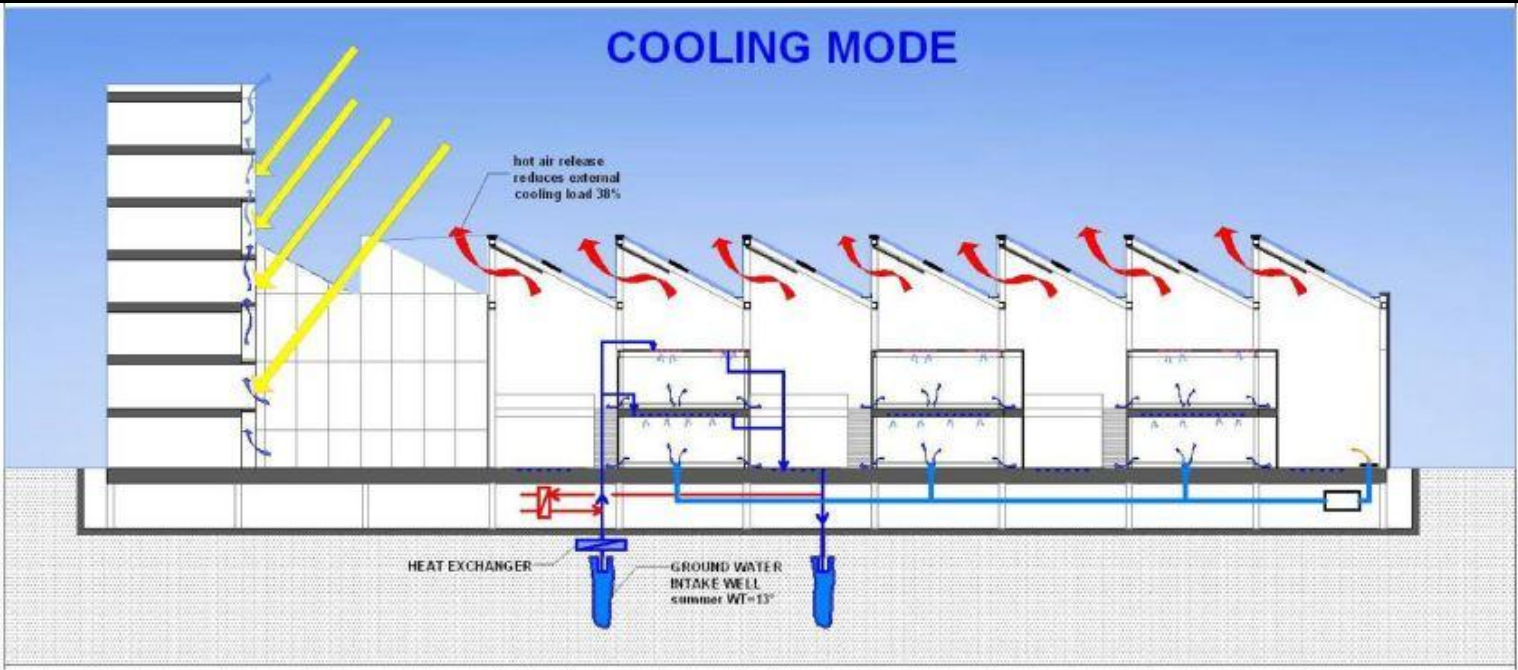 COOLING MODE
hot air release
reduces external
cooling load 38%
HEAT EXCHANGER
GROUND WATER
INTAKE WELL
summer WT=13°